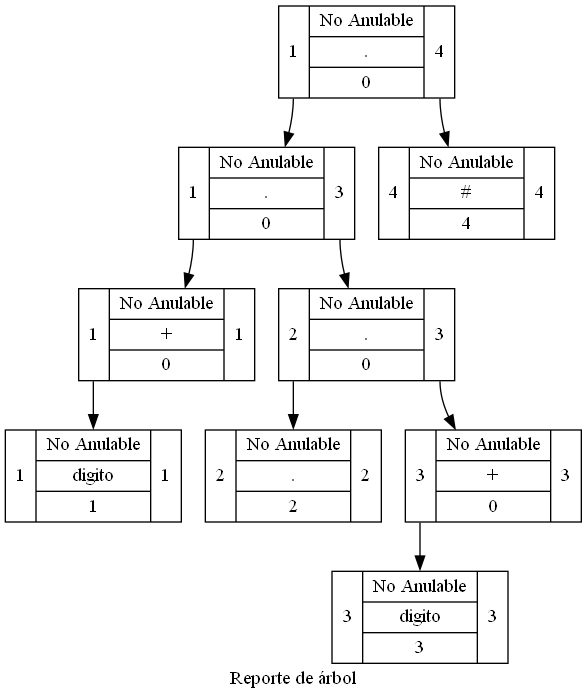 No Anulable
1 . 4
0
No Anulable
1 . 3
0
No Anulable
4 # 4
4
No Anulable
1 + 1
0
No Anulable
2 . 3
0
No Anulable
1 digito 1
1
No Anulable
2 . 2
2
No Anulable
3 + 3
0
No Anulable
3 digito 3
3
Reporte de árbol